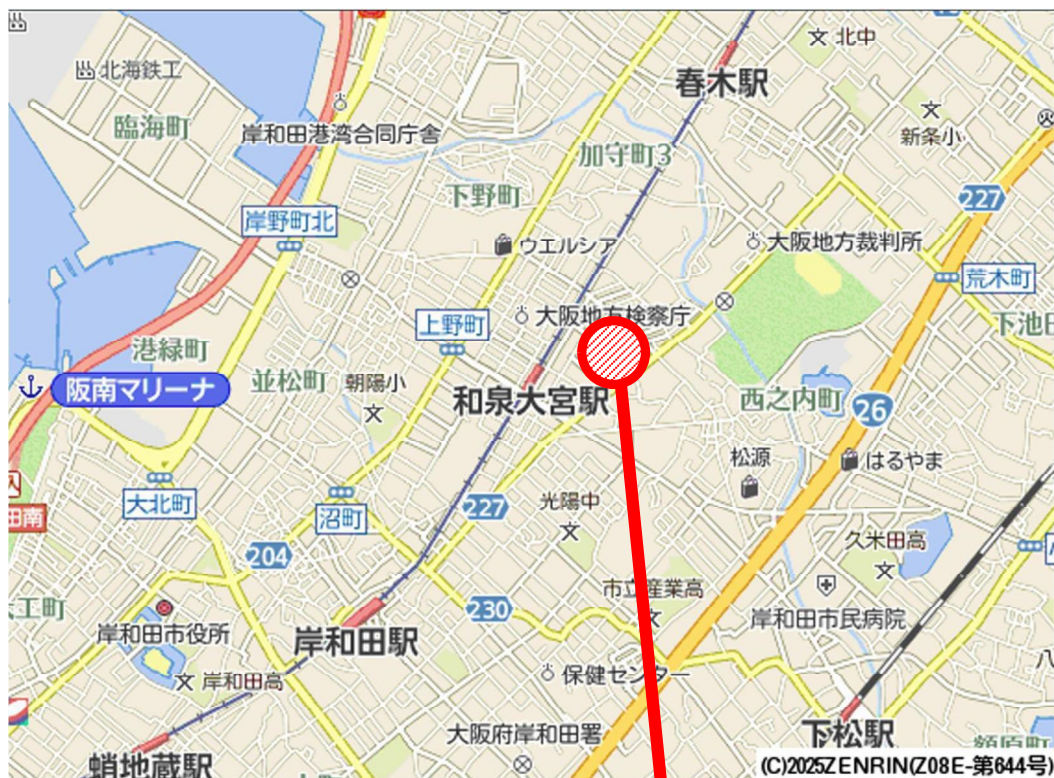 北中
春木駅
北海鉄工
臨海町
岸和田港湾合同庁舎
新条小
加守町3
下野町
227
岸野町北
ウエルシア
大阪地方裁判所
荒木町
大阪地方検察庁
上野町
下池田
港緑町
並松町
朝陽小
阪南マリーナ
和泉大宮駅
西之内町
26
松源
はるやま
大北町
沼町
227
光陽中
田南
204
久米田高
市立産業高
230
岸和田市民病院
岸和田市役所
岸和田駅
保健センター
八
岸和田高
大阪府岸和田署
下松駅
額原町
蛸地蔵駅
(C)2025ZENRIN(Z08E-第644号)